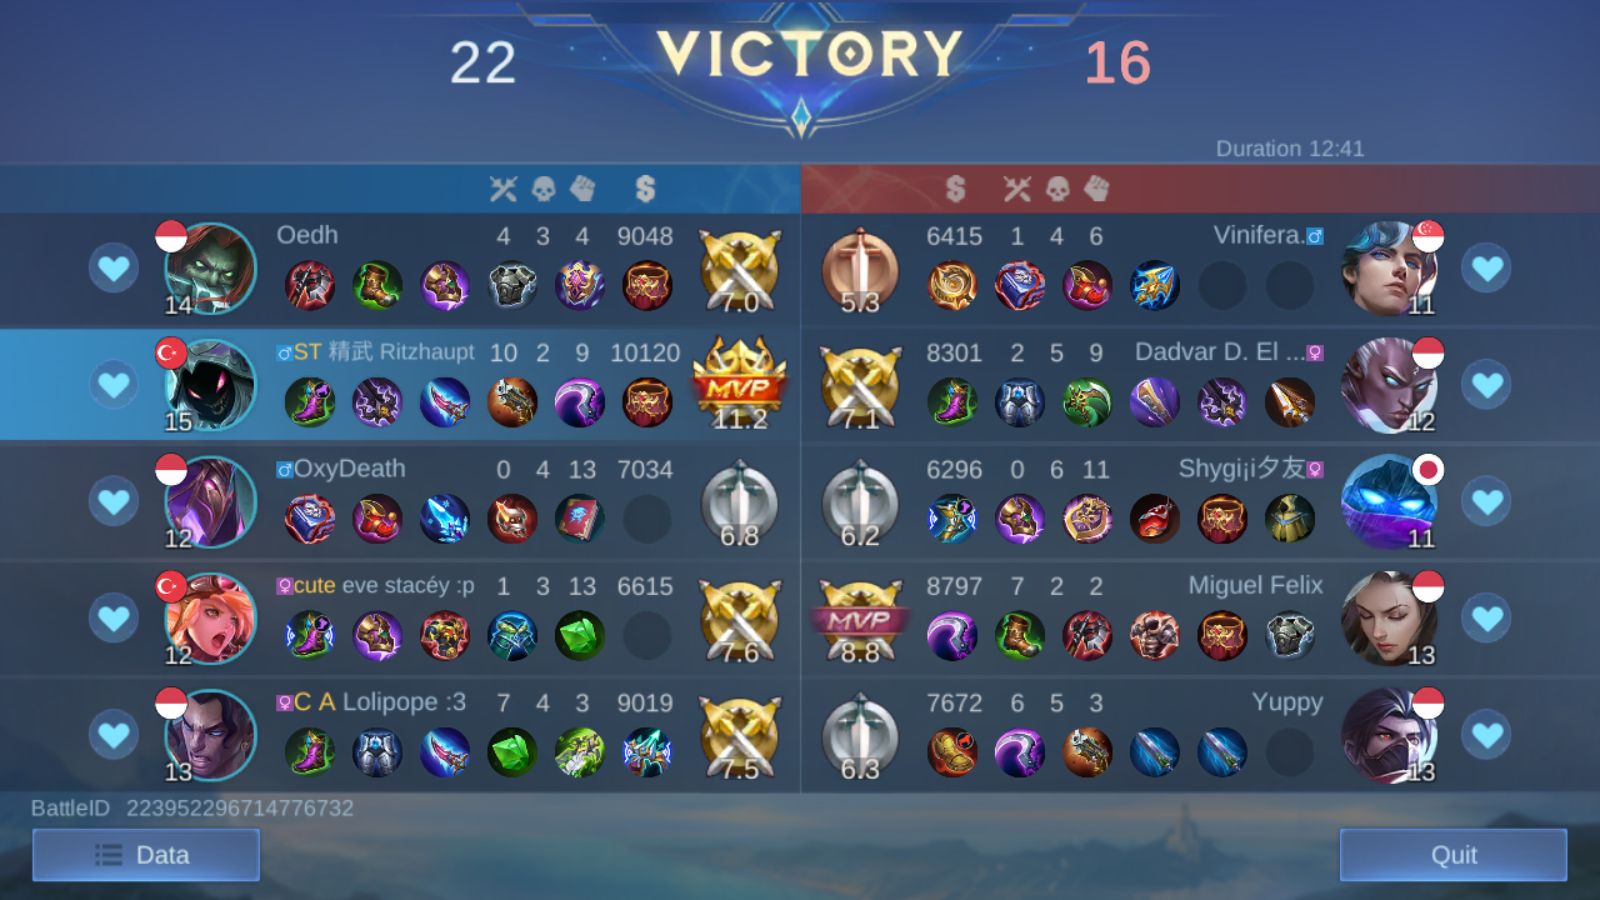 22 VICTORY 16
Duration 12:41
Oedh 4 3 4 9048
14 7.0
5.3 6415 1 4 6 Vinifera.♂
11
♂ST 精武 Ritzhaupt 10 2 9 10120
15 MVP 11.2
7.1 8301 2 5 9 Dadvar D. El ...♀
12
♂OxyDeath 0 4 13 7034
12 6.8
6.2 6296 0 6 11 Shygi¡i夕友♀
11
♀cute eve stacéy :p 1 3 13 6615
12 7.6
MVP 8.8 8797 7 2 2 Miguel Felix
13
♀C A Lolipope :3 7 4 3 9019
13 7.5
6.3 7672 6 5 3 Yuppy
13
BattleID 223952296714776732
Data
Quit